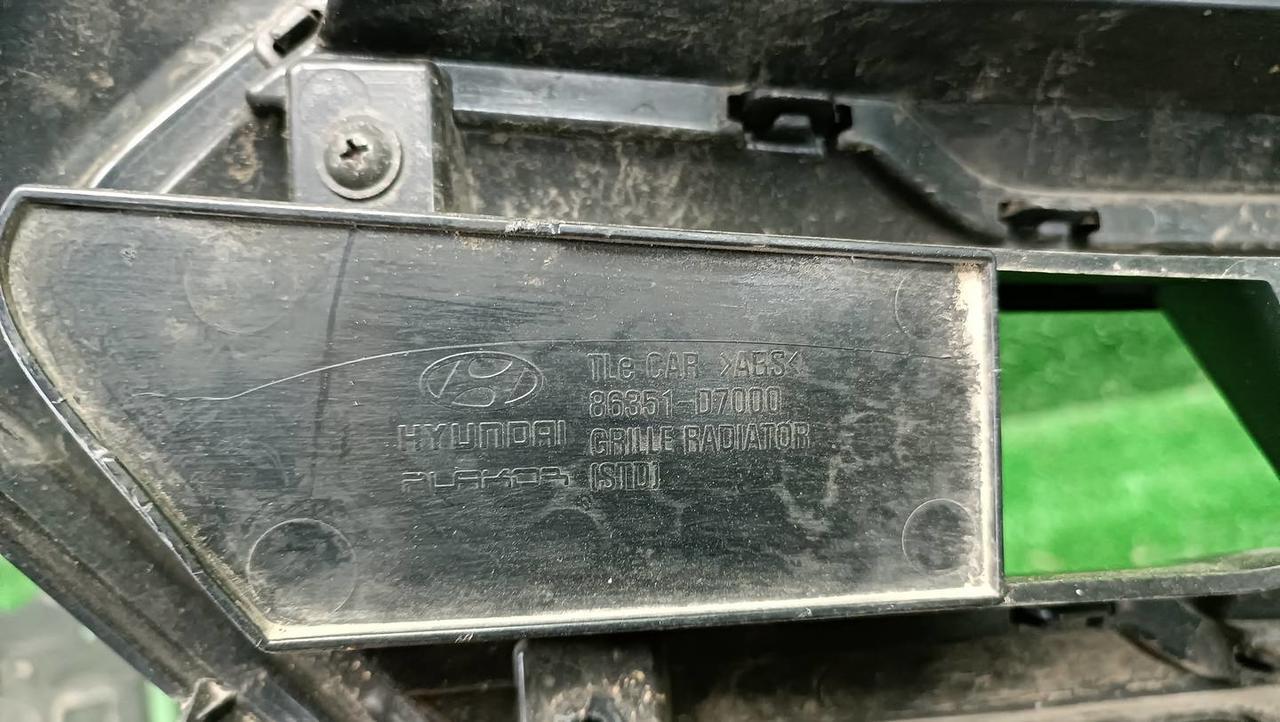 TLe CAR >ABS<
86351-D7000
HYUNDAI
GRILLE RADIATOR
PLAKOR
(STD)